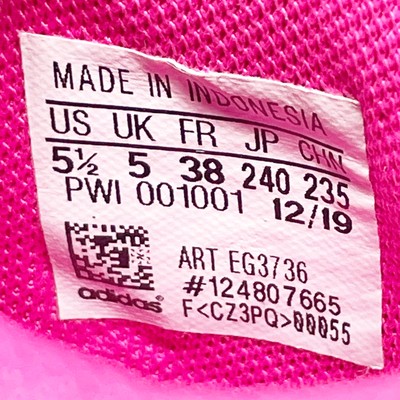 MADE IN INDONESIA
US UK FR JP CHN
5½ 5 38 240 235
PWI 001001 12/19
ART EG3736
#124807665
adidas F<CZ3PQ>00055